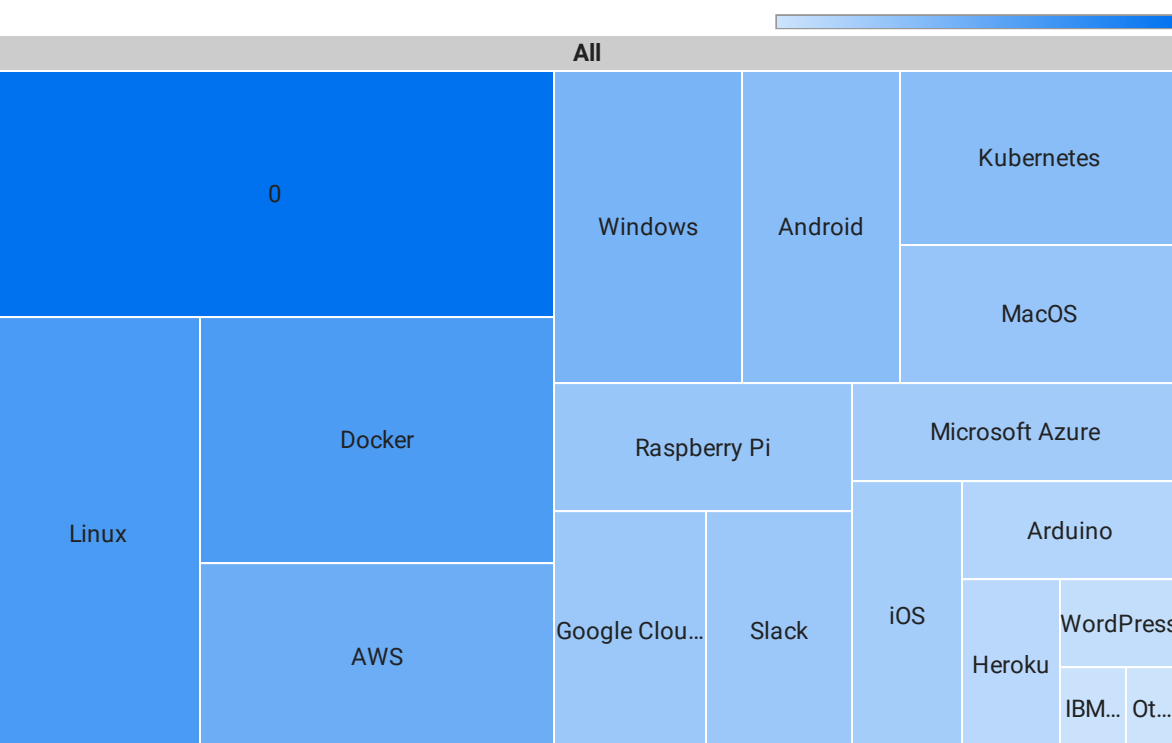 All
0
Windows
Android
Kubernetes
MacOS
Linux
Docker
AWS
Raspberry Pi
Microsoft Azure
Google Clou...
Slack
iOS
Arduino
Heroku
WordPress
IBM...
Ot...